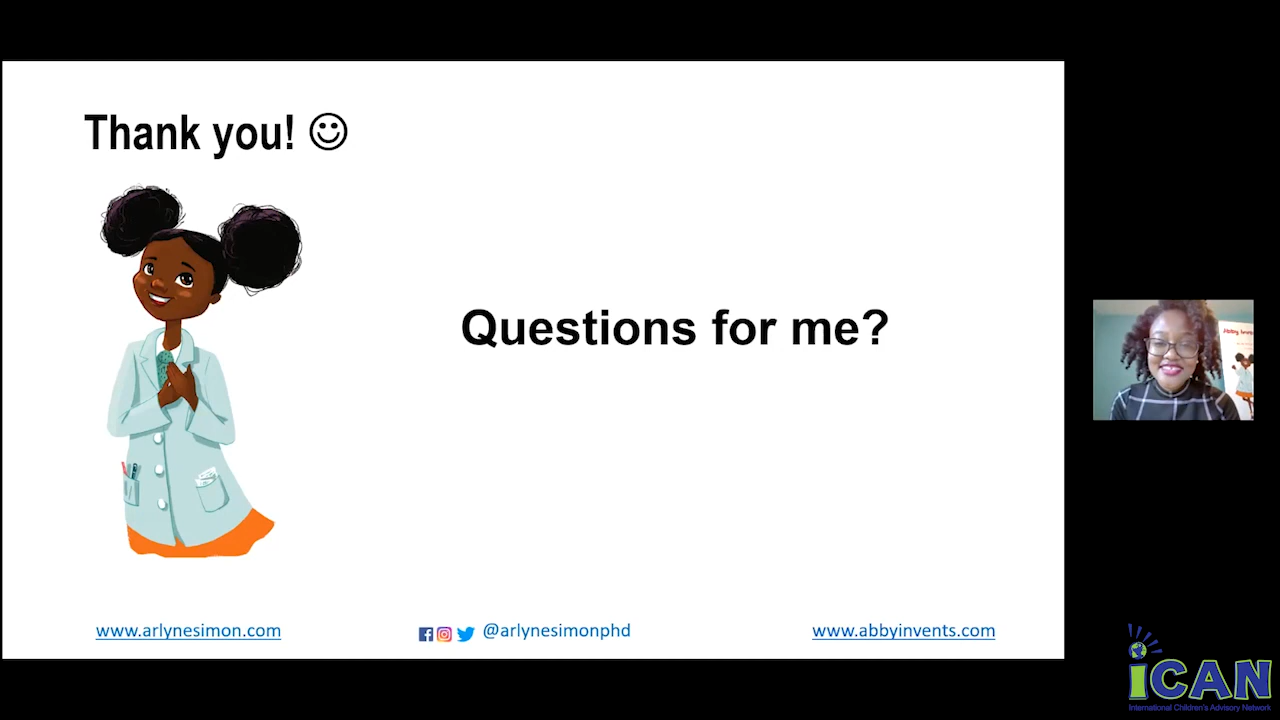 Thank you! ☺
Questions for me?
www.arlynesimon.com
@arlynesimonphd
www.abbyinvents.com
iCAN
International Children's Advisory Network